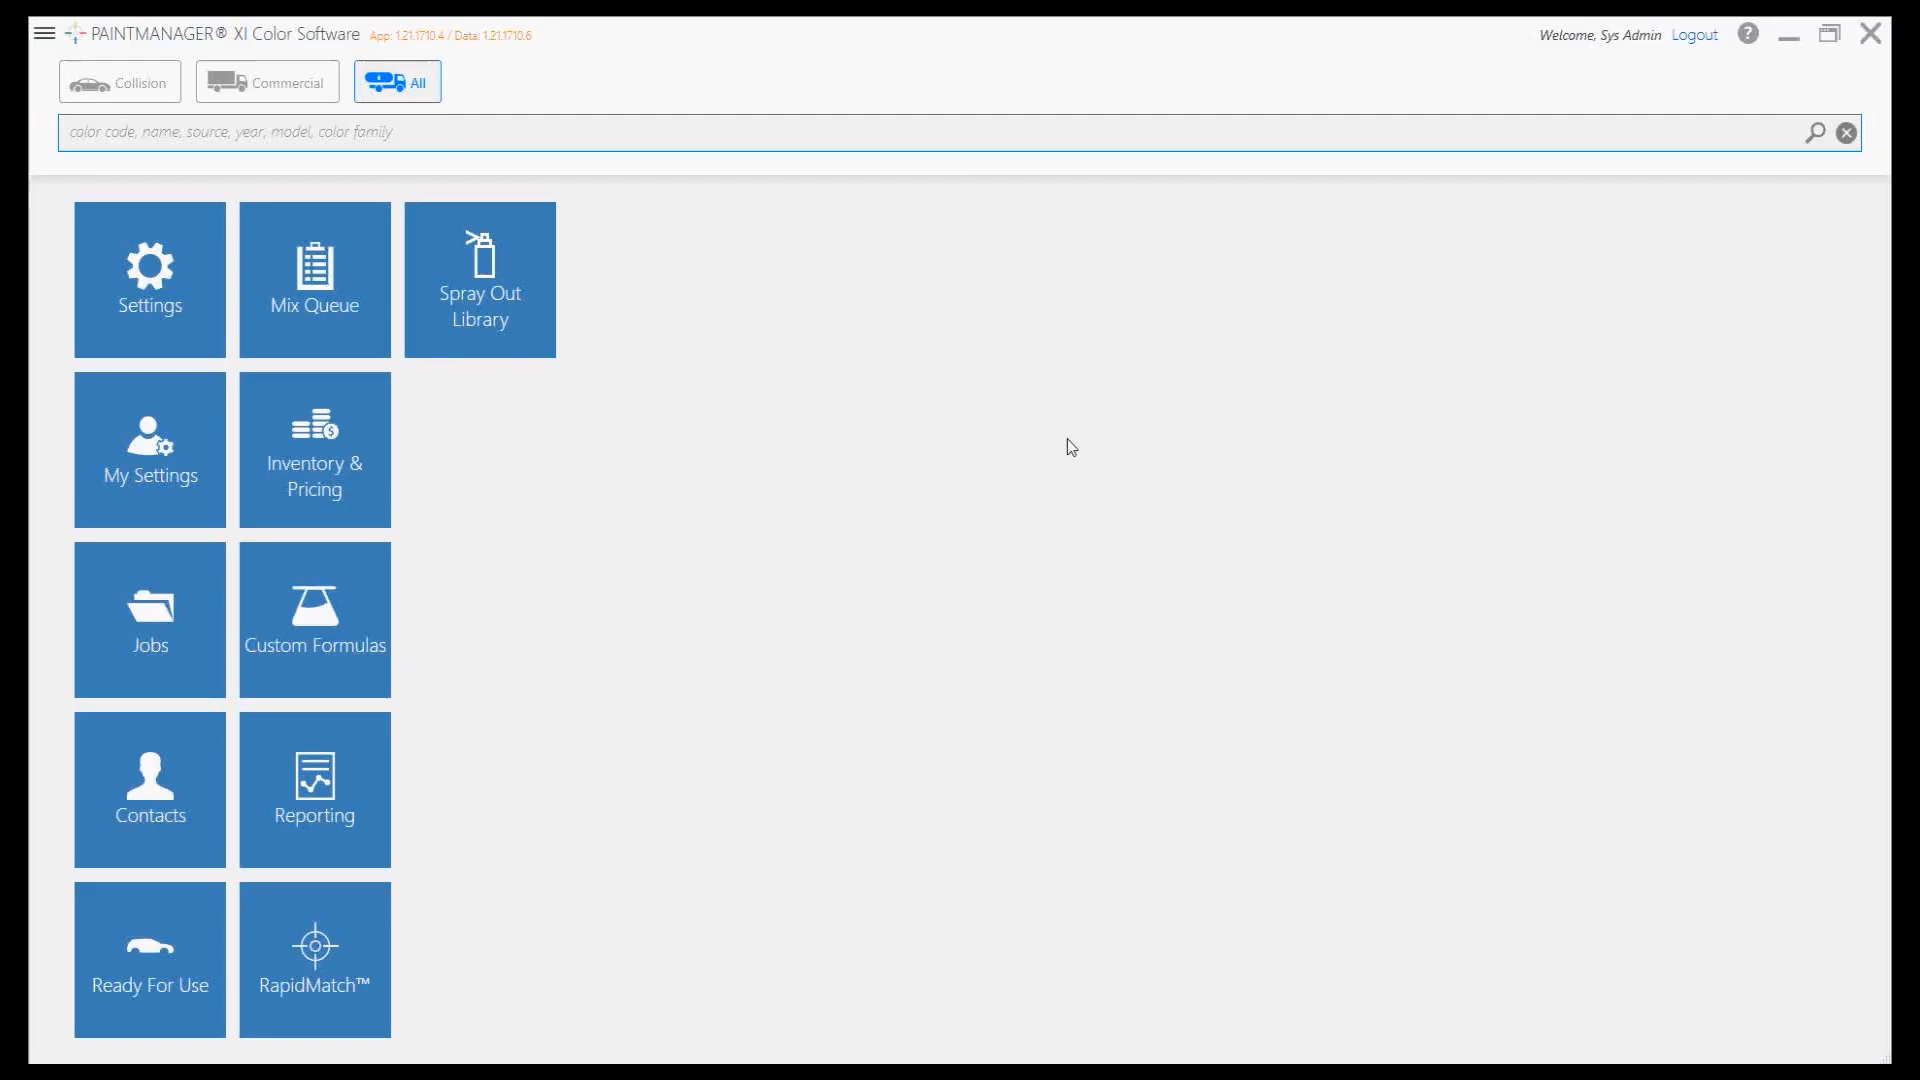 PAINTMANAGER® XI Color Software App: 1.21.1710.4 / Data: 1.21.1710.6
Welcome, Sys Admin Logout ?
Collision Commercial All
color code, name, source, year, model, color family
Settings
Mix Queue
Spray Out
Library
My Settings
Inventory &
Pricing
Jobs
Custom Formulas
Contacts
Reporting
Ready For Use
RapidMatch™